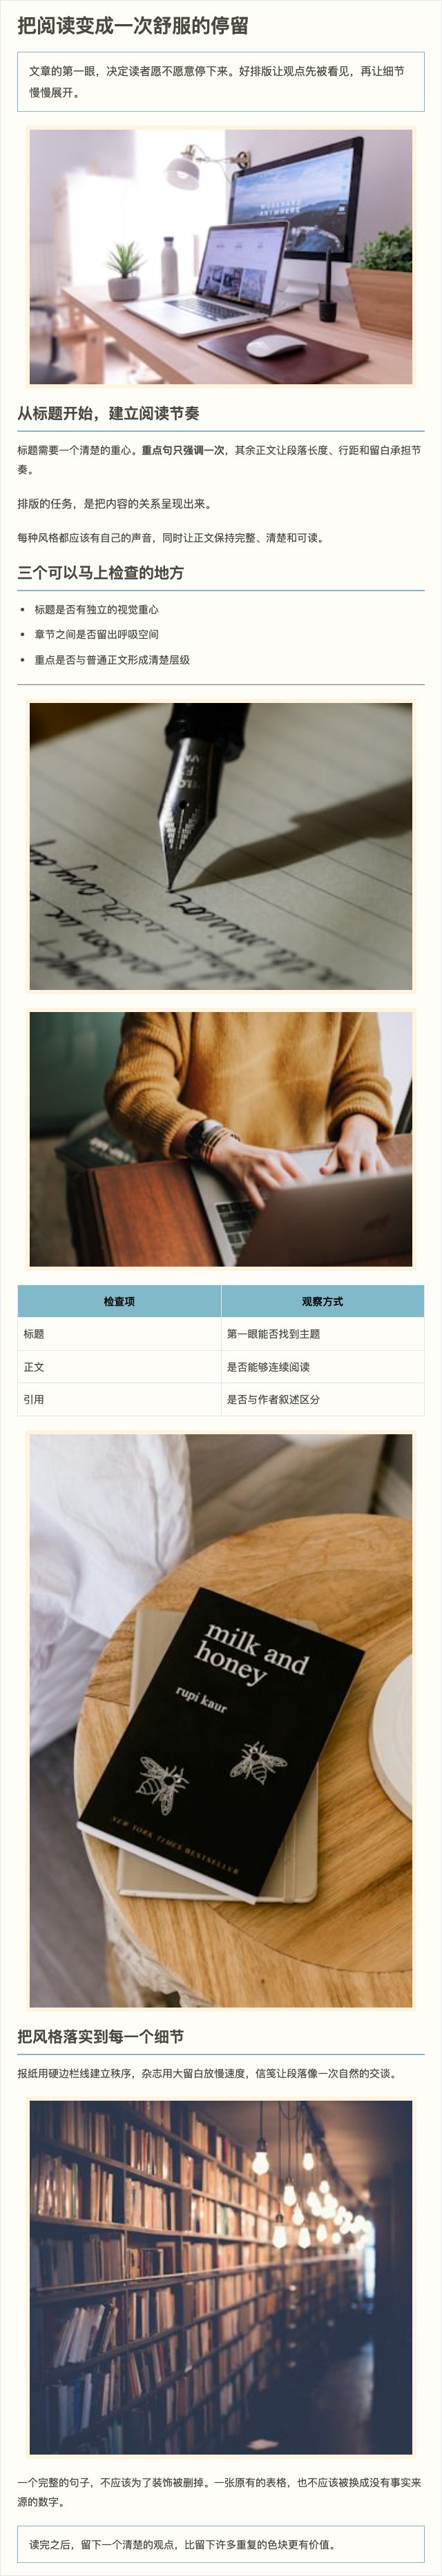 把阅读变成一次舒服的停留
文章的第一眼，决定读者愿不愿意停下来。好排版让观点先被看见，再让细节
慢慢展开。
从标题开始，建立阅读节奏
标题需要一个清楚的重心。重点句只强调一次，其余正文让段落长度、行距和留白承担节
奏。
排版的任务，是把内容的关系呈现出来。
每种风格都应该有自己的声音，同时让正文保持完整、清楚和可读。
三个可以马上检查的地方
• 标题是否有独立的视觉重心
• 章节之间是否留出呼吸空间
• 重点是否与普通正文形成清楚层级
检查项 观察方式
标题 第一眼能否找到主题
正文 是否能够连续阅读
引用 是否与作者叙述区分
milk and
honey
rupi kaur
NEW YORK TIMES BESTSELLER
把风格落实到每一个细节
报纸用硬边栏线建立秩序，杂志用大留白放慢速度，信笺让段落像一次自然的交谈。
一个完整的句子，不应该为了装饰被删掉。一张原有的表格，也不应该被换成没有事实来
源的数字。
读完之后，留下一个清楚的观点，比留下许多重复的色块更有价值。